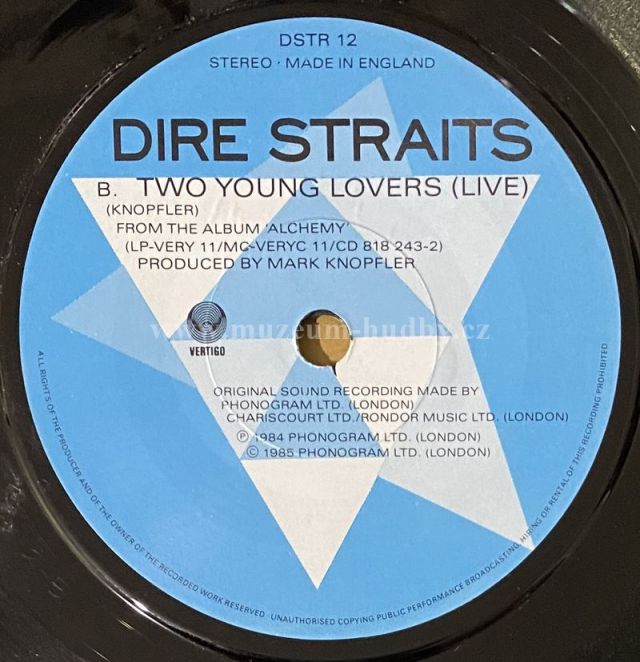 DSTR 12
STEREO · MADE IN ENGLAND
DIRE STRAITS
B. TWO YOUNG LOVERS (LIVE)
(KNOPFLER)
FROM THE ALBUM 'ALCHEMY'
(LP-VERY 11/MC-VERYC 11/CD 818 243-2)
PRODUCED BY MARK KNOPFLER
www.muzeum-hudby.cz
VERTIGO
ORIGINAL SOUND RECORDING MADE BY
PHONOGRAM LTD. (LONDON)
CHARISCOURT LTD./RONDOR MUSIC LTD. (LONDON)
Ⓟ 1984 PHONOGRAM LTD. (LONDON)
© 1985 PHONOGRAM LTD. (LONDON)
ALL RIGHTS OF THE PRODUCER AND OF THE OWNER OF THE RECORDED WORK RESERVED · UNAUTHORISED COPYING PUBLIC PERFORMANCE BROADCASTING HIRING OR RENTAL OF THIS RECORDING PROHIBITED